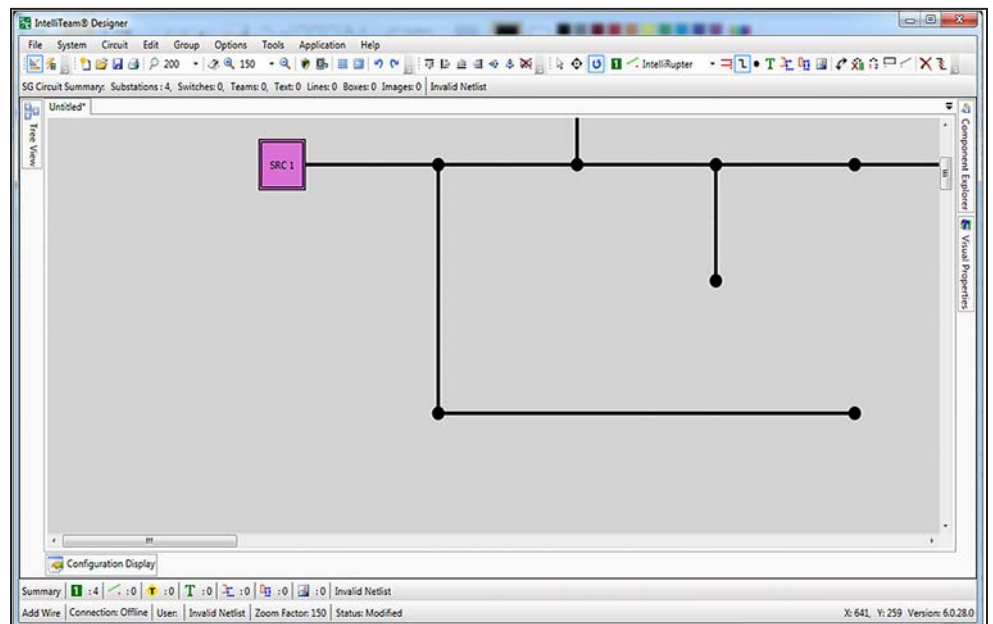 IntelliTeam® Designer
File System Circuit Edit Group Options Tools Application Help
200 150 IntelliRupter T
SG Circuit Summary: Substations : 4, Switches: 0, Teams: 0, Text: 0 Lines: 0 Boxes: 0 Images: 0 Invalid Netlist
Untitled*
Tree View
SRC 1
Component Explorer
Visual Properties
Configuration Display
Summary 1 :4 :0 T :0 T :0 :0 :0 :0 Invalid Netlist
Add Wire Connection: Offline User: Invalid Netlist Zoom Factor: 150 Status: Modified X: 641, Y: 259 Version: 6.0.28.0